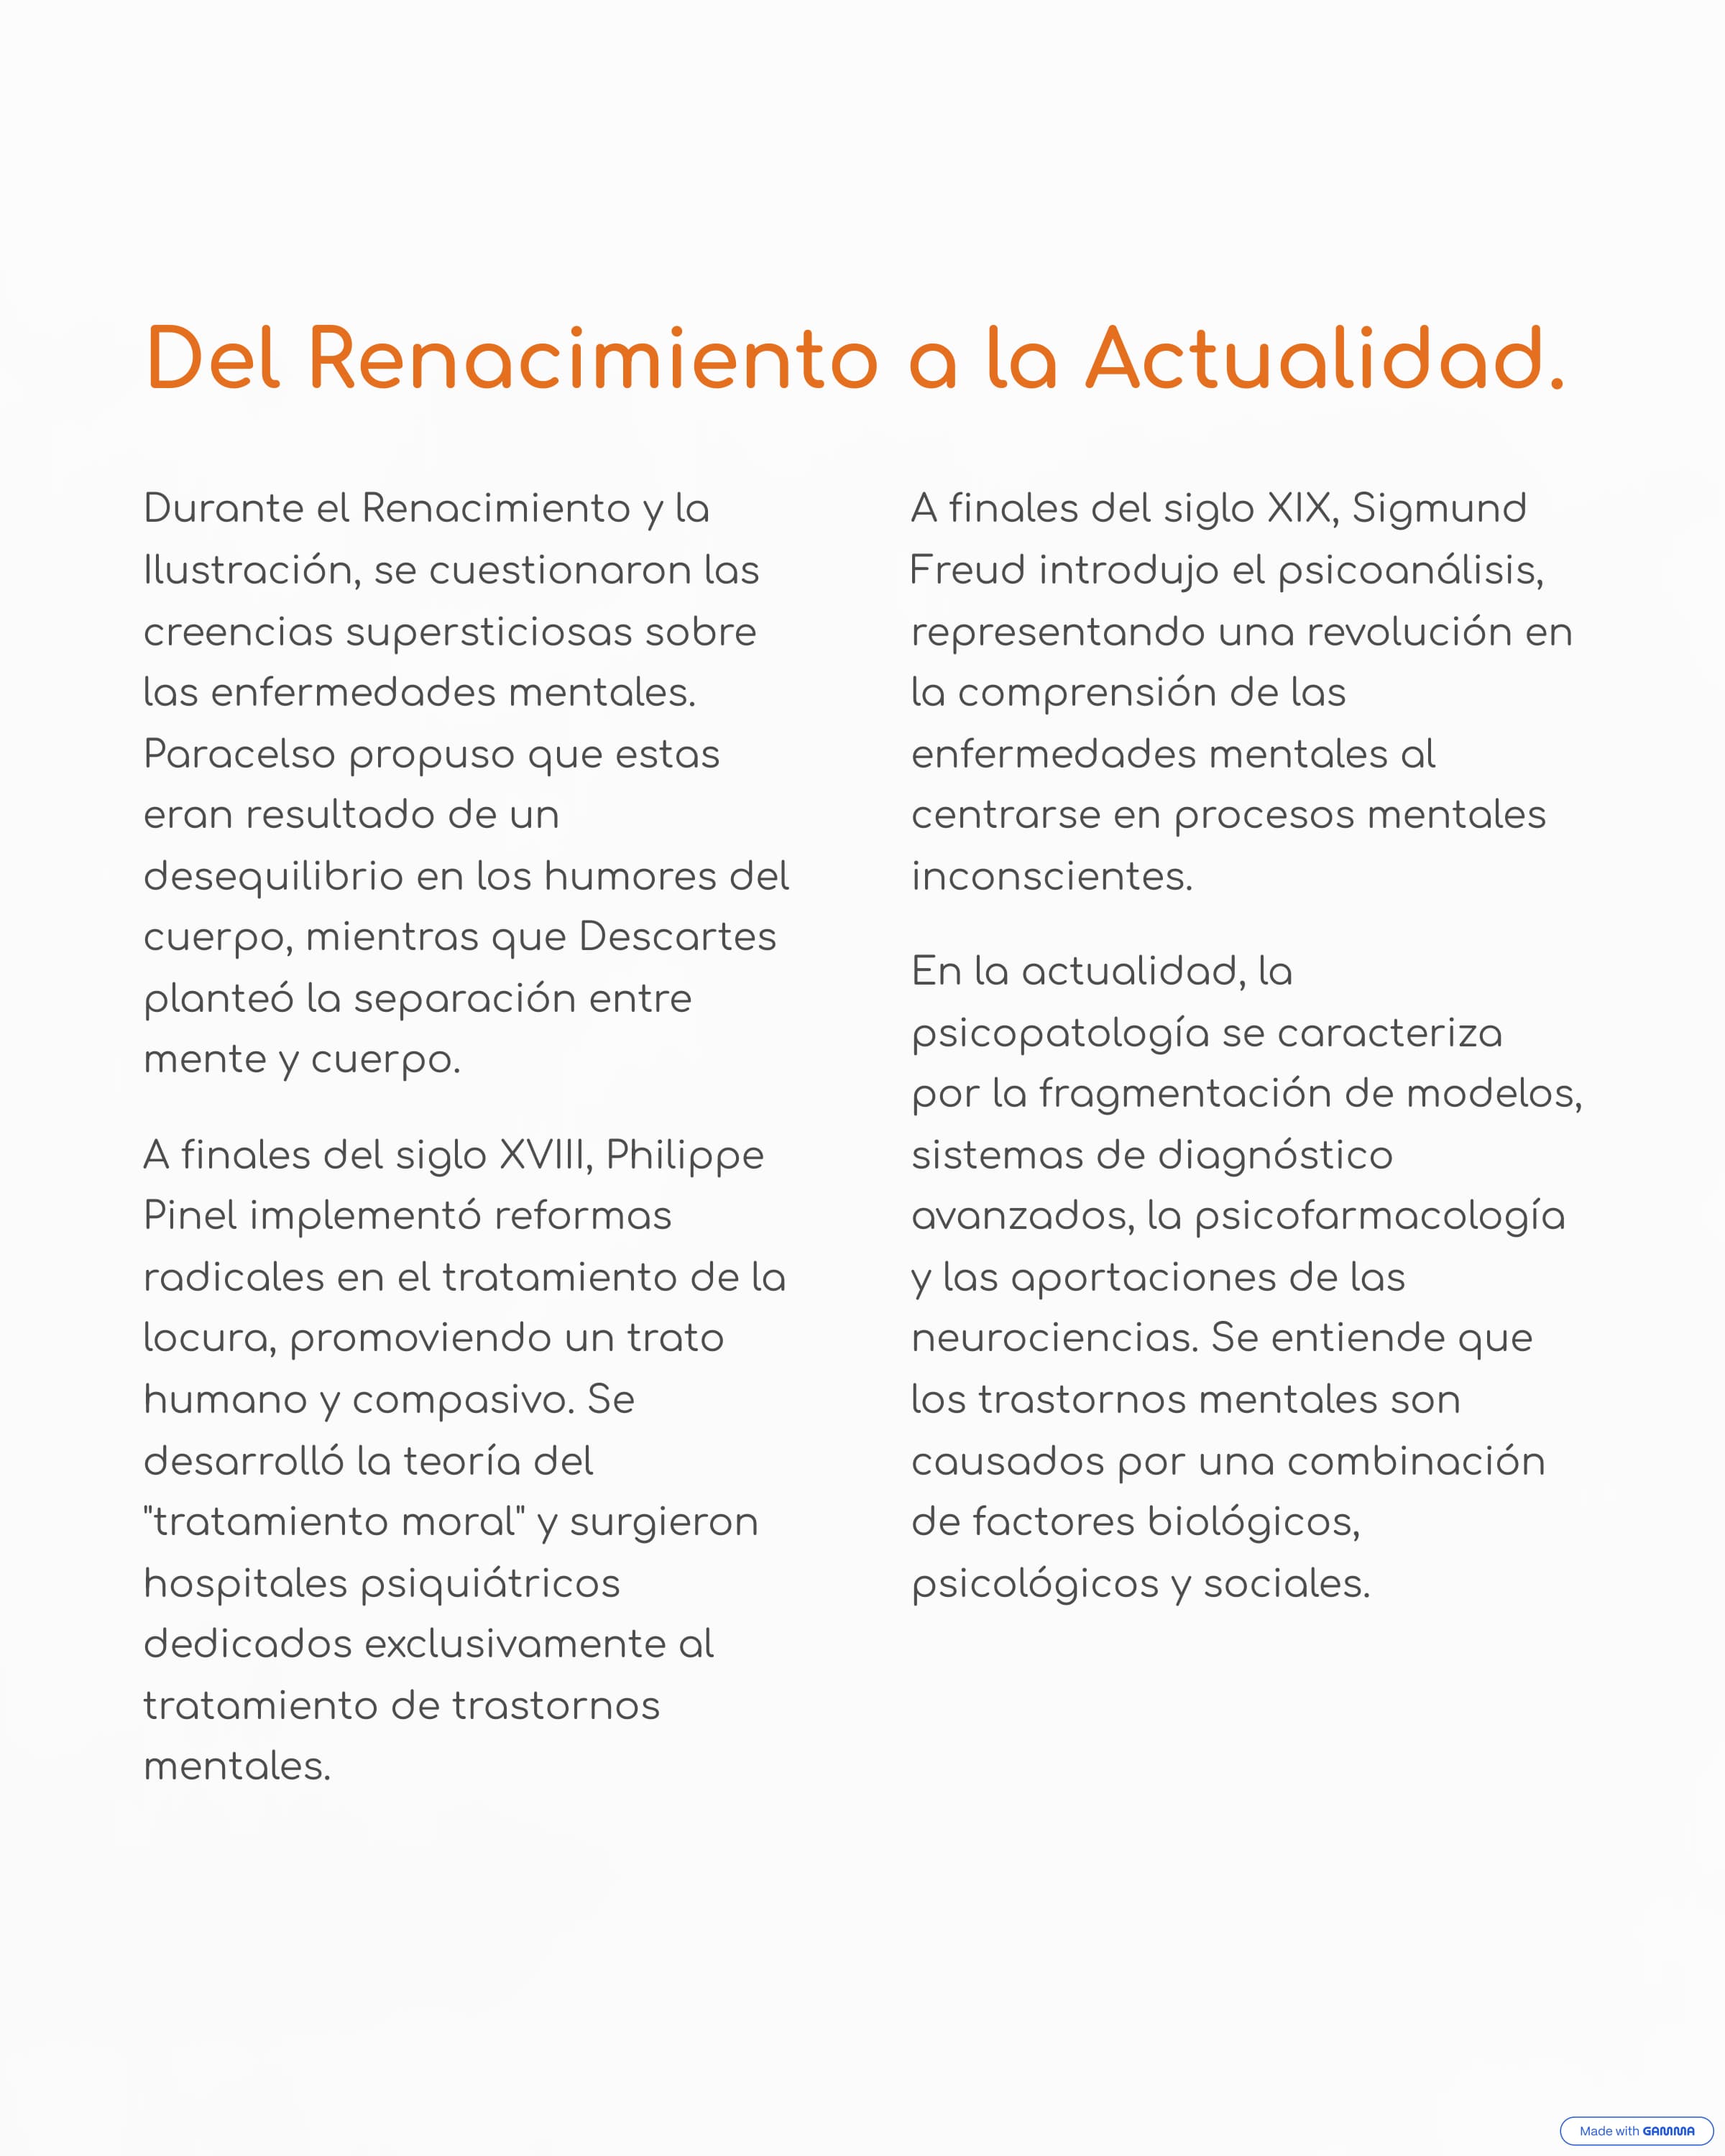 Del Renacimiento a la Actualidad.
Durante el Renacimiento y la
Ilustración, se cuestionaron las
creencias supersticiosas sobre
las enfermedades mentales.
Paracelso propuso que estas
eran resultado de un
desequilibrio en los humores del
cuerpo, mientras que Descartes
planteó la separación entre
mente y cuerpo.
A finales del siglo XVIII, Philippe
Pinel implementó reformas
radicales en el tratamiento de la
locura, promoviendo un trato
humano y compasivo. Se
desarrolló la teoría del
"tratamiento moral" y surgieron
hospitales psiquiátricos
dedicados exclusivamente al
tratamiento de trastornos
mentales.
A finales del siglo XIX, Sigmund
Freud introdujo el psicoanálisis,
representando una revolución en
la comprensión de las
enfermedades mentales al
centrarse en procesos mentales
inconscientes.
En la actualidad, la
psicopatología se caracteriza
por la fragmentación de modelos,
sistemas de diagnóstico
avanzados, la psicofarmacología
y las aportaciones de las
neurociencias. Se entiende que
los trastornos mentales son
causados por una combinación
de factores biológicos,
psicológicos y sociales.
Made with GAMMA